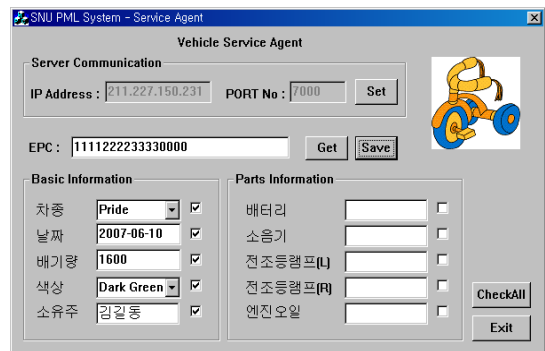 SNU PML System - Service Agent
Vehicle Service Agent
Server Communication
IP Address : 211.227.150.231 PORT No : 7000 Set
EPC : 1111222233330000 Get Save
Basic Information
차종 Pride
날짜 2007-06-10
배기량 1600
색상 Dark Green
소유주 김길동
Parts Information
배터리
소음기
전조등램프(L)
전조등램프(R)
엔진오일
CheckAll
Exit